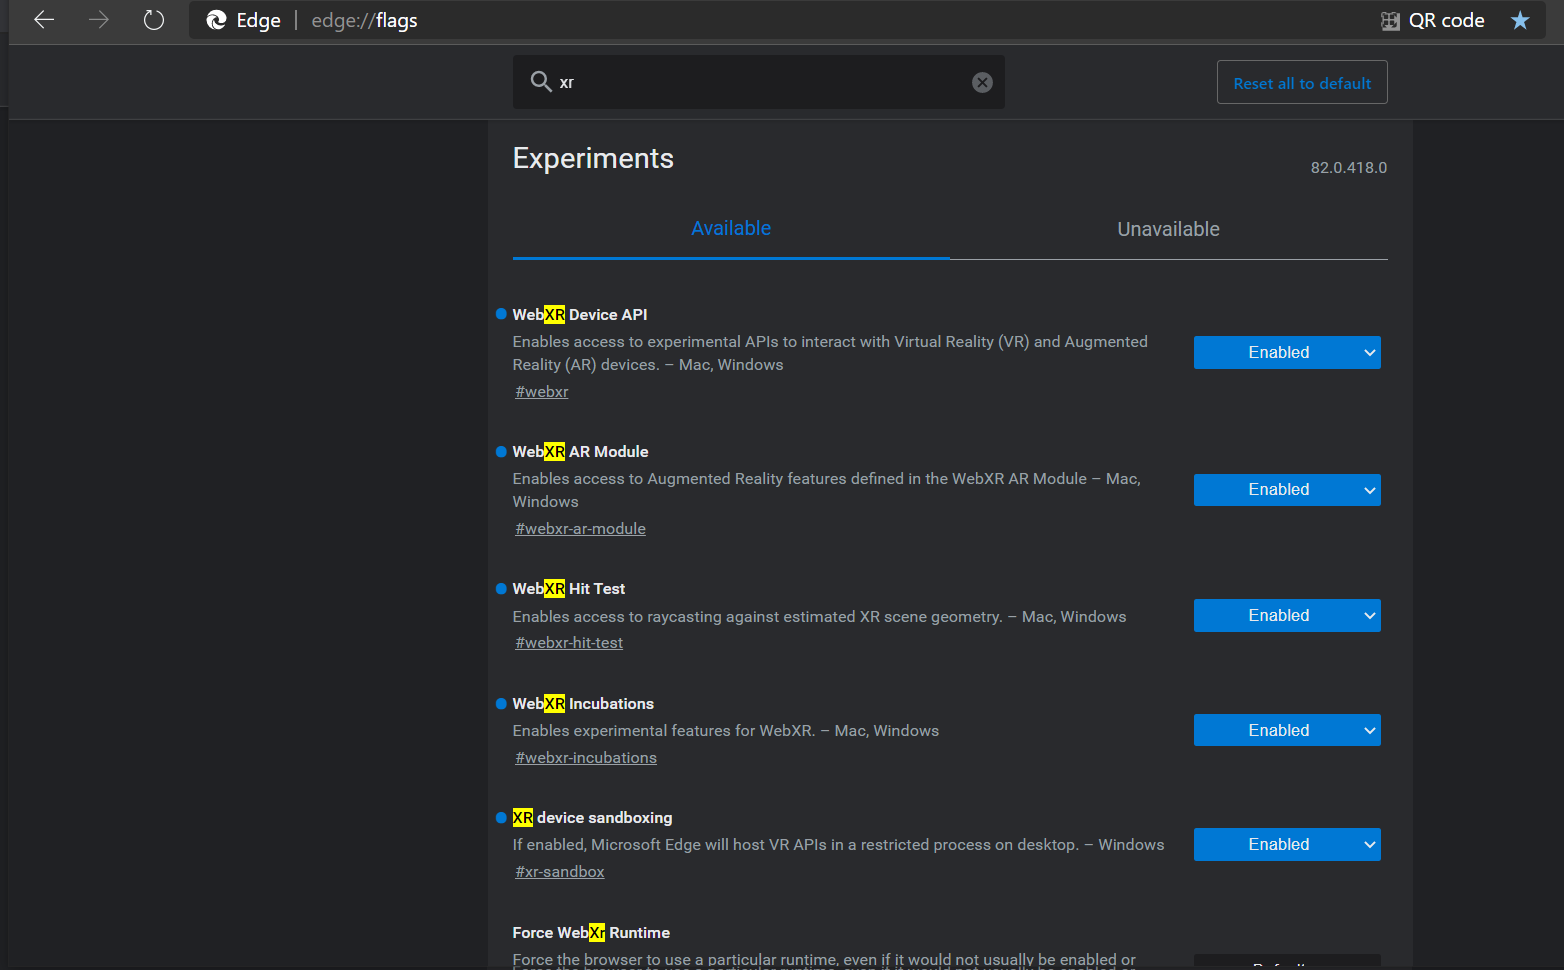 Edge | edge://flags QR code
xr
Reset all to default
Experiments
82.0.418.0
Available Unavailable
WebXR Device API
Enables access to experimental APIs to interact with Virtual Reality (VR) and Augmented
Reality (AR) devices. – Mac, Windows
#webxr
Enabled
WebXR AR Module
Enables access to Augmented Reality features defined in the WebXR AR Module – Mac,
Windows
#webxr-ar-module
Enabled
WebXR Hit Test
Enables access to raycasting against estimated XR scene geometry. – Mac, Windows
#webxr-hit-test
Enabled
WebXR Incubations
Enables experimental features for WebXR. – Mac, Windows
#webxr-incubations
Enabled
XR device sandboxing
If enabled, Microsoft Edge will host VR APIs in a restricted process on desktop. – Windows
#xr-sandbox
Enabled
Force WebXr Runtime
Force the browser to use a particular runtime, even if it would not usually be enabled or